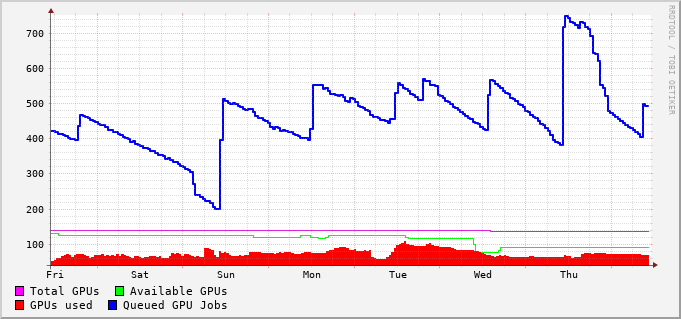 700
600
500
400
300
200
100
Fri Sat Sun Mon Tue Wed Thu
Total GPUs Available GPUs
GPUs used Queued GPU Jobs
RRDTOOL / TOBI OETIKER